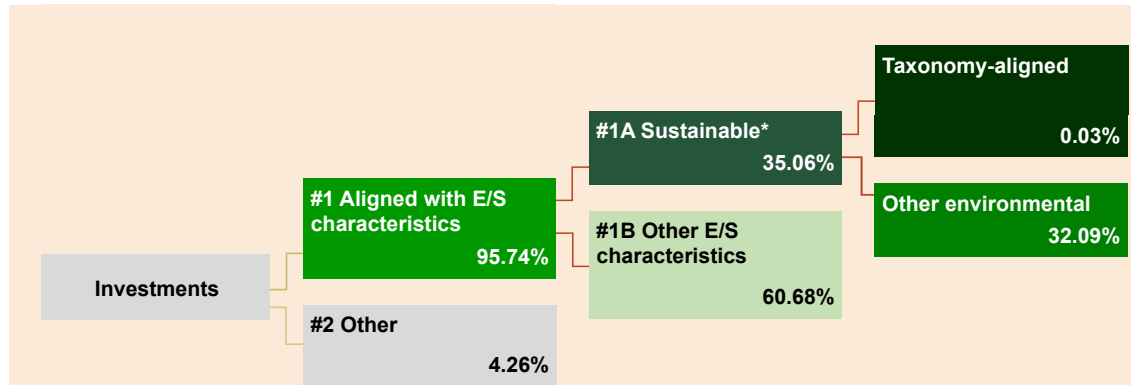 Taxonomy-aligned
0.03%
#1A Sustainable*
35.06%
#1 Aligned with E/S
characteristics
95.74%
Other environmental
32.09%
#1B Other E/S
characteristics
60.68%
Investments
#2 Other
4.26%